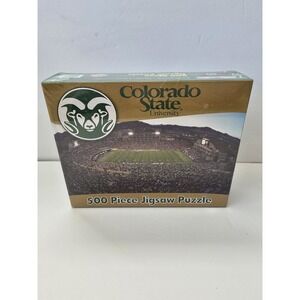 Colorado
State
University
500 Piece Jigsaw Puzzle